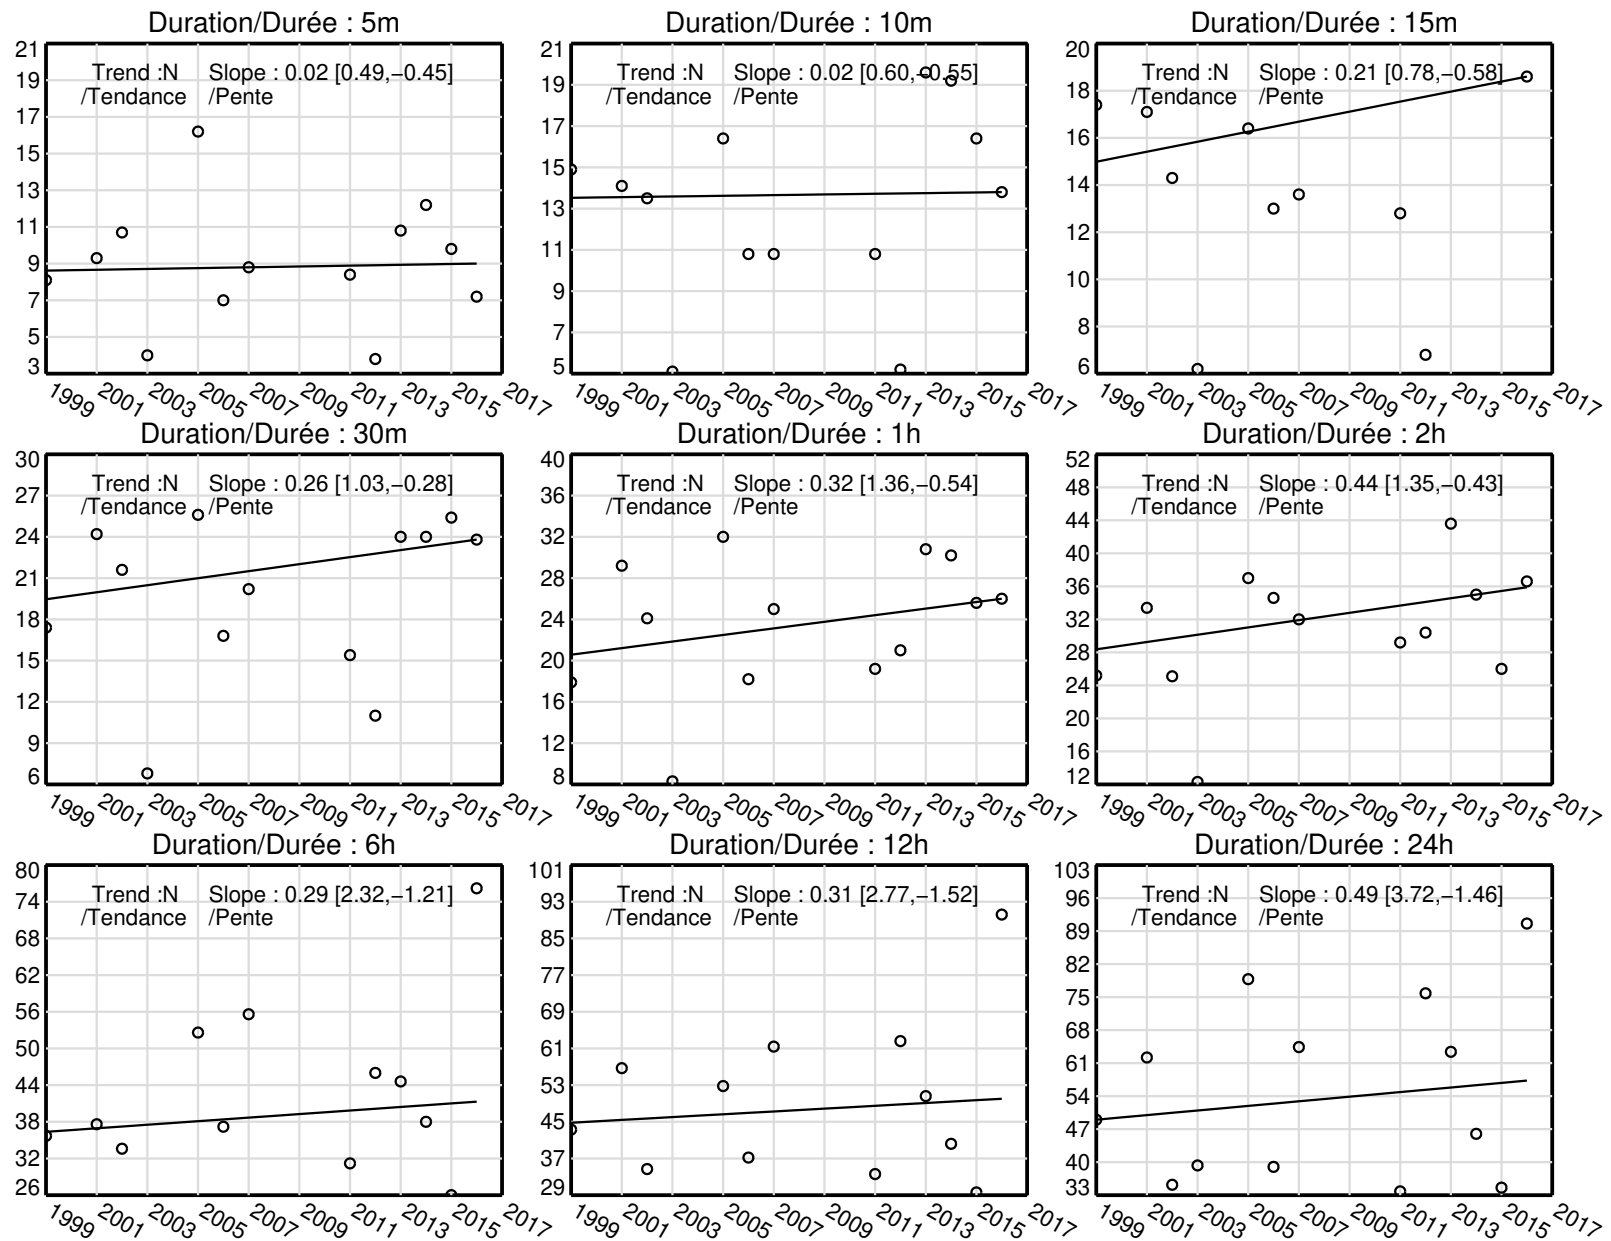 Duration/Durée : 5m
Trend :N Slope : 0.02 [0.49,−0.45]
/Tendance /Pente
21
19
17
15
13
11
9
7
5
3
1999 2001 2003 2005 2007 2009 2011 2013 2015 2017
Duration/Durée : 10m
Trend :N Slope : 0.02 [0.60,−0.55]
/Tendance /Pente
21
19
17
15
13
11
9
7
5
1999 2001 2003 2005 2007 2009 2011 2013 2015 2017
Duration/Durée : 15m
Trend :N Slope : 0.21 [0.78,−0.58]
/Tendance /Pente
20
18
16
14
12
10
8
6
1999 2001 2003 2005 2007 2009 2011 2013 2015 2017
Duration/Durée : 30m
Trend :N Slope : 0.26 [1.03,−0.28]
/Tendance /Pente
30
27
24
21
18
15
12
9
6
1999 2001 2003 2005 2007 2009 2011 2013 2015 2017
Duration/Durée : 1h
Trend :N Slope : 0.32 [1.36,−0.54]
/Tendance /Pente
40
36
32
28
24
20
16
12
8
1999 2001 2003 2005 2007 2009 2011 2013 2015 2017
Duration/Durée : 2h
Trend :N Slope : 0.44 [1.35,−0.43]
/Tendance /Pente
52
48
44
40
36
32
28
24
20
16
12
1999 2001 2003 2005 2007 2009 2011 2013 2015 2017
Duration/Durée : 6h
Trend :N Slope : 0.29 [2.32,−1.21]
/Tendance /Pente
80
74
68
62
56
50
44
38
32
26
1999 2001 2003 2005 2007 2009 2011 2013 2015 2017
Duration/Durée : 12h
Trend :N Slope : 0.31 [2.77,−1.52]
/Tendance /Pente
101
93
85
77
69
61
53
45
37
29
1999 2001 2003 2005 2007 2009 2011 2013 2015 2017
Duration/Durée : 24h
Trend :N Slope : 0.49 [3.72,−1.46]
/Tendance /Pente
103
96
89
82
75
68
61
54
47
40
33
1999 2001 2003 2005 2007 2009 2011 2013 2015 2017